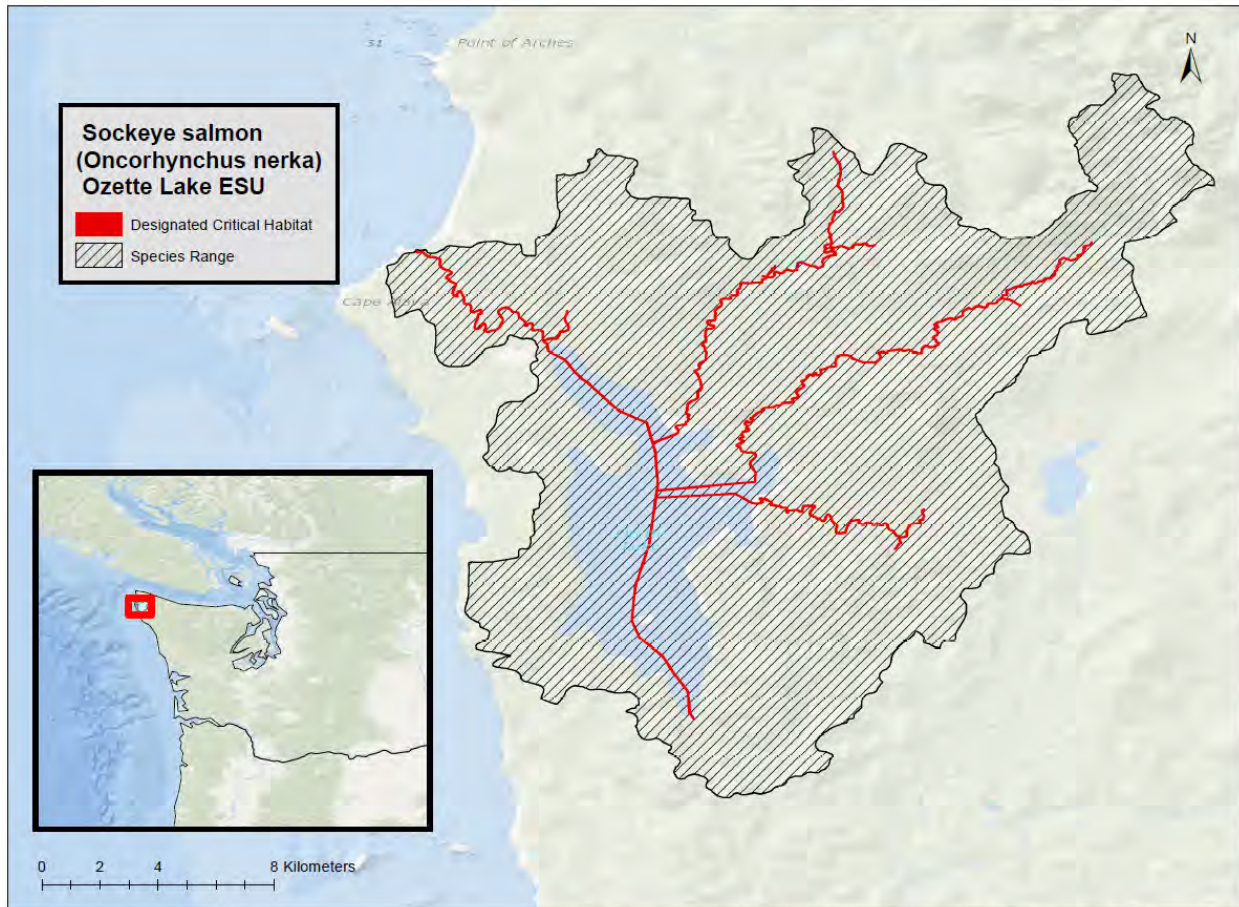 51
Point of Arches
N
Sockeye salmon
(Oncorhynchus nerka)
Ozette Lake ESU
Designated Critical Habitat
Species Range
Cape Alava
0 2 4 8 Kilometers